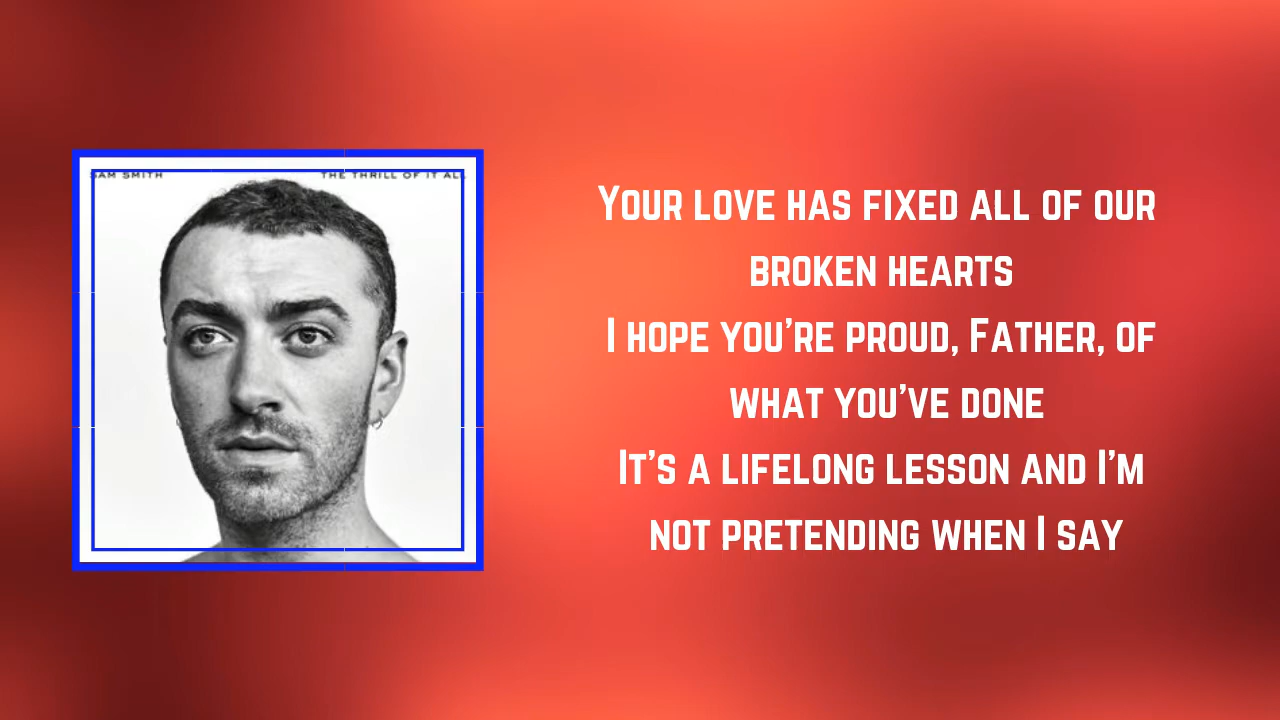 SAM SMITH
THE THRILL OF IT ALL
Your love has fixed all of our
broken hearts
I hope you’re proud, Father, of
what you’ve done
It’s a lifelong lesson and I’m
not pretending when I say